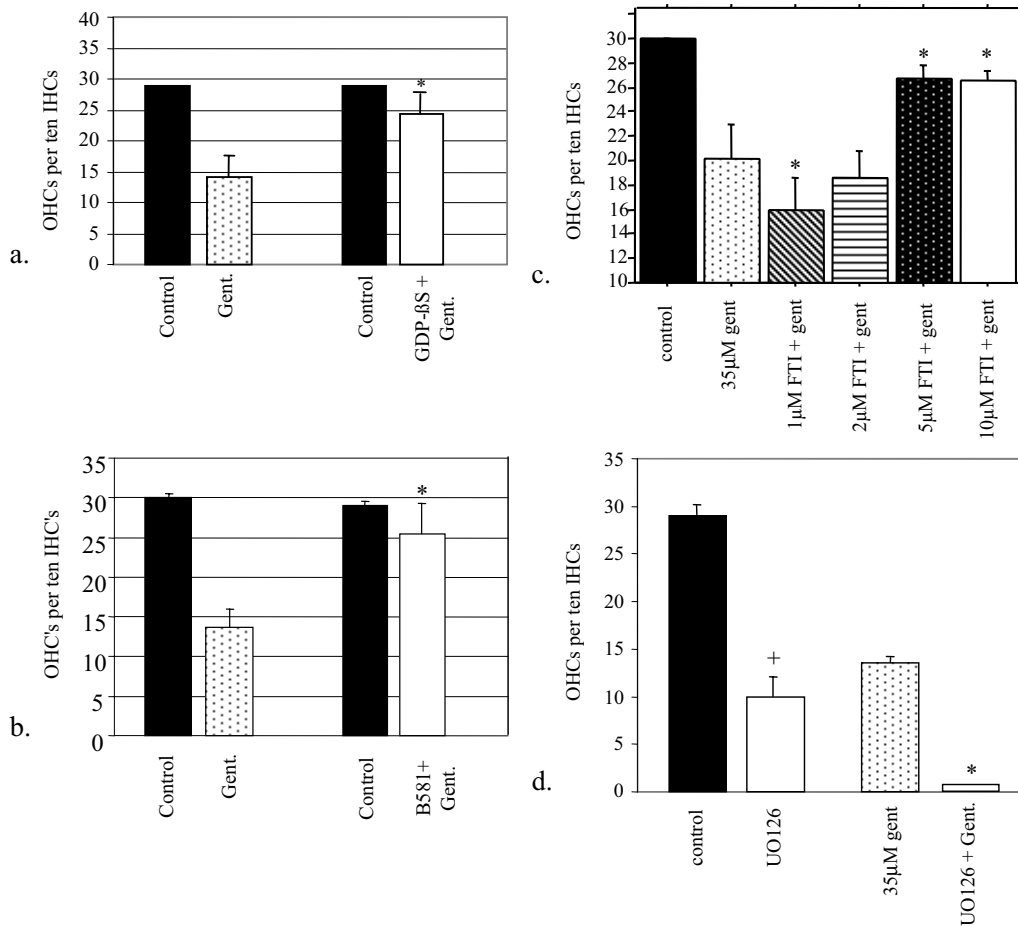 OHCs per ten IHCs
40
35
30
25
20
15
10
5
0
*
Control
Gent.
Control
GDP-ßS +
Gent.
a.
OHCs per ten IHCs
30
28
26
24
22
20
18
16
14
12
10
*
*
*
control
35µM gent
1µM FTI + gent
2µM FTI + gent
5µM FTI + gent
10µM FTI + gent
c.
OHC's per ten IHC's
35
30
25
20
15
10
5
0
*
Control
Gent.
Control
B581+
Gent.
b.
OHCs per ten IHCs
35
30
25
20
15
10
5
0
+
*
control
UO126
35µM gent
UO126 + Gent.
d.